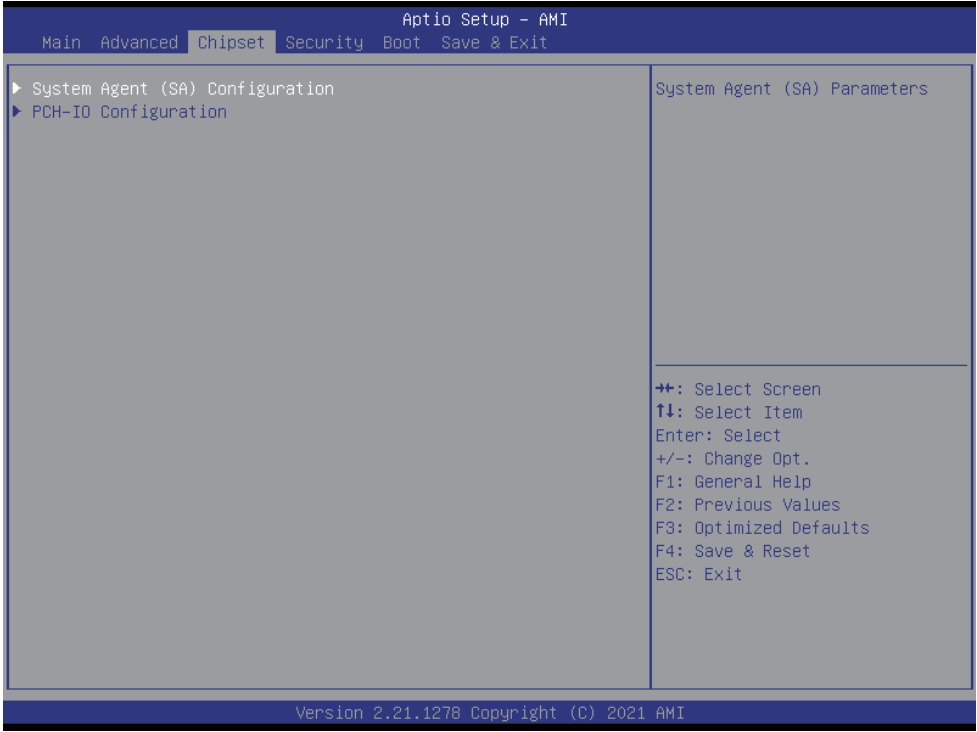 Aptio Setup - AMI
Main Advanced Chipset Security Boot Save & Exit
▶ System Agent (SA) Configuration
▶ PCH-IO Configuration
System Agent (SA) Parameters
→←: Select Screen
↑↓: Select Item
Enter: Select
+/-: Change Opt.
F1: General Help
F2: Previous Values
F3: Optimized Defaults
F4: Save & Reset
ESC: Exit
Version 2.21.1278 Copyright (C) 2021 AMI